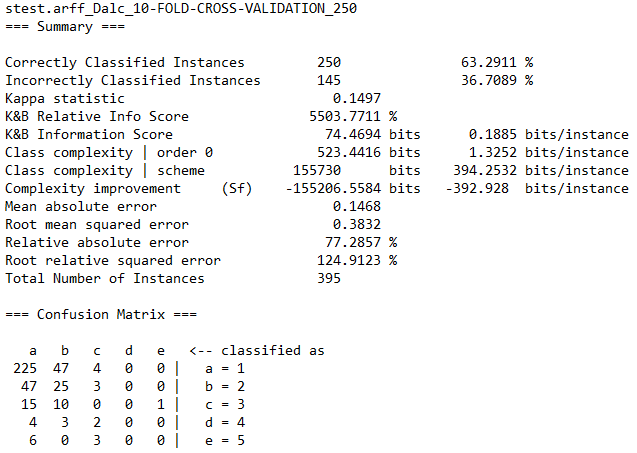 stest.arff_Dalc_10-FOLD-CROSS-VALIDATION_250
=== Summary ===
Correctly Classified Instances 250 63.2911 %
Incorrectly Classified Instances 145 36.7089 %
Kappa statistic 0.1497
K&B Relative Info Score 5503.7711 %
K&B Information Score 74.4694 bits 0.1885 bits/instance
Class complexity | order 0 523.4416 bits 1.3252 bits/instance
Class complexity | scheme 155730 bits 394.2532 bits/instance
Complexity improvement (Sf) -155206.5584 bits -392.928 bits/instance
Mean absolute error 0.1468
Root mean squared error 0.3832
Relative absolute error 77.2857 %
Root relative squared error 124.9123 %
Total Number of Instances 395
=== Confusion Matrix ===
a b c d e <-- classified as
225 47 4 0 0 | a = 1
47 25 3 0 0 | b = 2
15 10 0 0 1 | c = 3
4 3 2 0 0 | d = 4
6 0 3 0 0 | e = 5